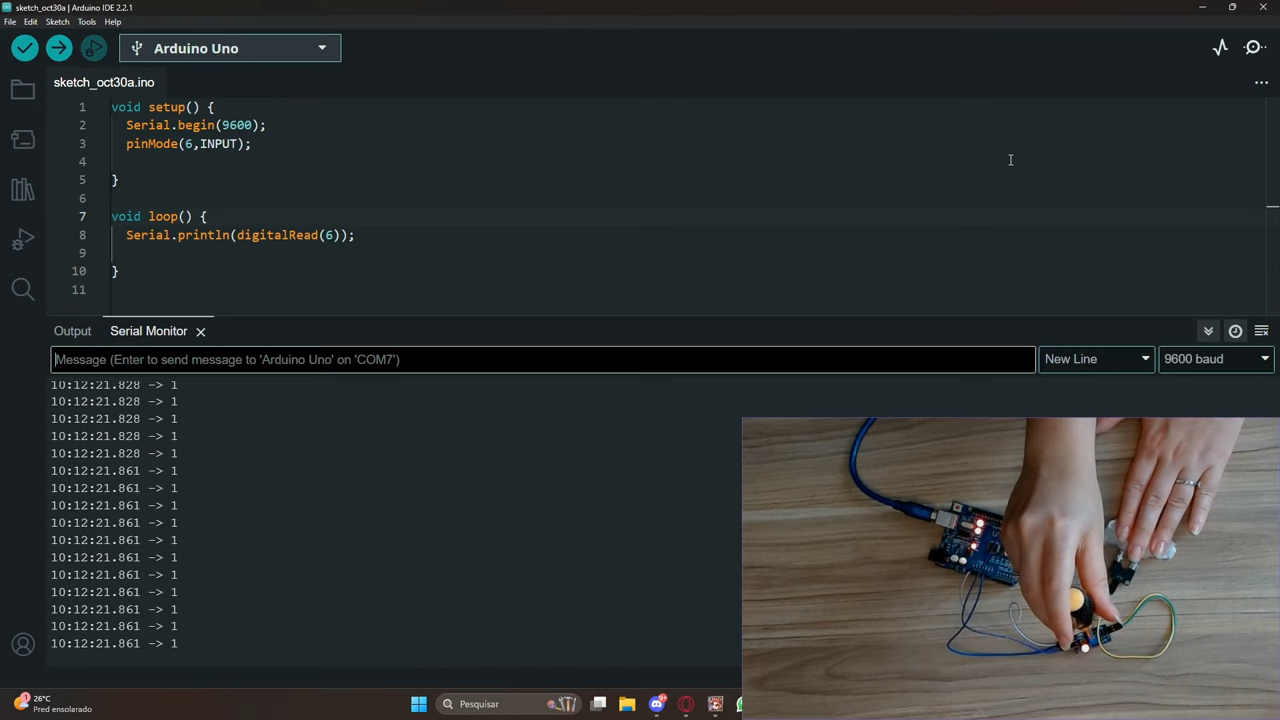 sketch_oct30a | Arduino IDE 2.2.1
File Edit Sketch Tools Help
Arduino Uno
sketch_oct30a.ino
1 void setup() {
2 Serial.begin(9600);
3 pinMode(6,INPUT);
4
5 }
6
7 void loop() {
8 Serial.println(digitalRead(6));
9
10 }
11
Output Serial Monitor
Message (Enter to send message to 'Arduino Uno' on 'COM7')
New Line
9600 baud
10:12:21.828 -> 1
10:12:21.828 -> 1
10:12:21.828 -> 1
10:12:21.828 -> 1
10:12:21.828 -> 1
10:12:21.861 -> 1
10:12:21.861 -> 1
10:12:21.861 -> 1
10:12:21.861 -> 1
10:12:21.861 -> 1
10:12:21.861 -> 1
10:12:21.861 -> 1
10:12:21.861 -> 1
10:12:21.861 -> 1
10:12:21.861 -> 1
10:12:21.861 -> 1
1
26°C
Pred ensolarado
Pesquisar